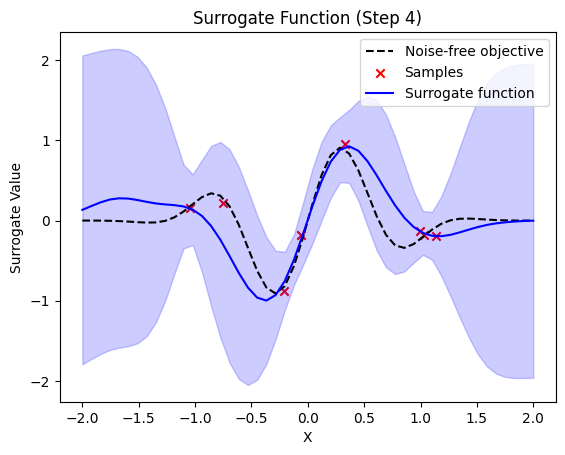 Surrogate Function (Step 4)
Noise-free objective
Samples
Surrogate function
Surrogate Value
2
1
0
−1
−2
−2.0 −1.5 −1.0 −0.5 0.0 0.5 1.0 1.5 2.0
X